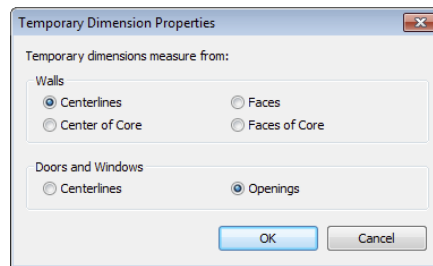 Temporary Dimension Properties
Temporary dimensions measure from:
Walls
Centerlines Faces
Center of Core Faces of Core
Doors and Windows
Centerlines Openings
OK Cancel